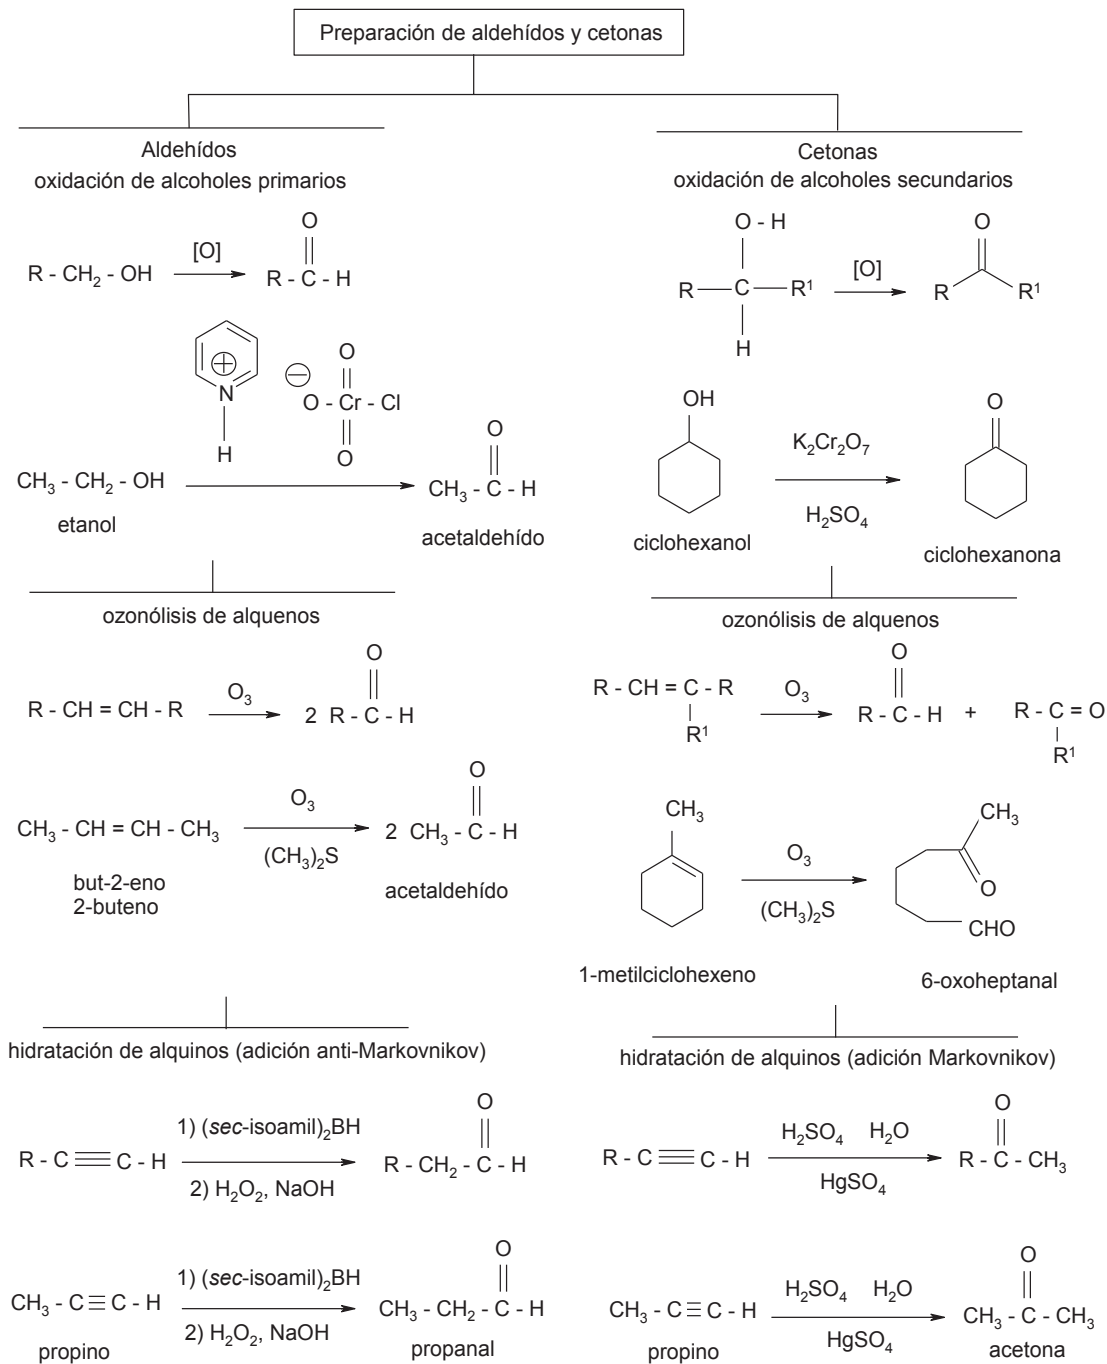 Preparación de aldehídos y cetonas
Aldehídos
oxidación de alcoholes primarios
R - CH₂ - OH [O] R - C - H
O
O
O - Cr - Cl
O
N
H
CH₃ - CH₂ - OH
etanol
O
CH₃ - C - H
acetaldehído
ozonólisis de alquenos
R - CH = CH - R O₃ 2 R - C - H
O
CH₃ - CH = CH - CH₃ O₃ 2 CH₃ - C - H
(CH₃)₂S
O
but-2-eno
2-buteno
acetaldehído
hidratación de alquinos (adición anti-Markovnikov)
1) (sec-isoamil)₂BH
O
R - C ≡ C - H R - CH₂ - C - H
2) H₂O₂, NaOH
1) (sec-isoamil)₂BH
O
CH₃ - C ≡ C - H CH₃ - CH₂ - C - H
2) H₂O₂, NaOH
propino propanal
Cetonas
oxidación de alcoholes secundarios
O - H
O
R C R¹ [O] R R¹
H
OH
O
K₂Cr₂O₇
H₂SO₄
ciclohexanol
ciclohexanona
ozonólisis de alquenos
O
R - CH = C - R O₃ R - C - H + R - C = O
R¹ R¹
CH₃ CH₃
O₃
O
(CH₃)₂S
CHO
1-metilciclohexeno 6-oxoheptanal
hidratación de alquinos (adición Markovnikov)
H₂SO₄ H₂O
O
R - C ≡ C - H R - C - CH₃
HgSO₄
H₂SO₄ H₂O
O
CH₃ - C ≡ C - H CH₃ - C - CH₃
HgSO₄
propino acetona